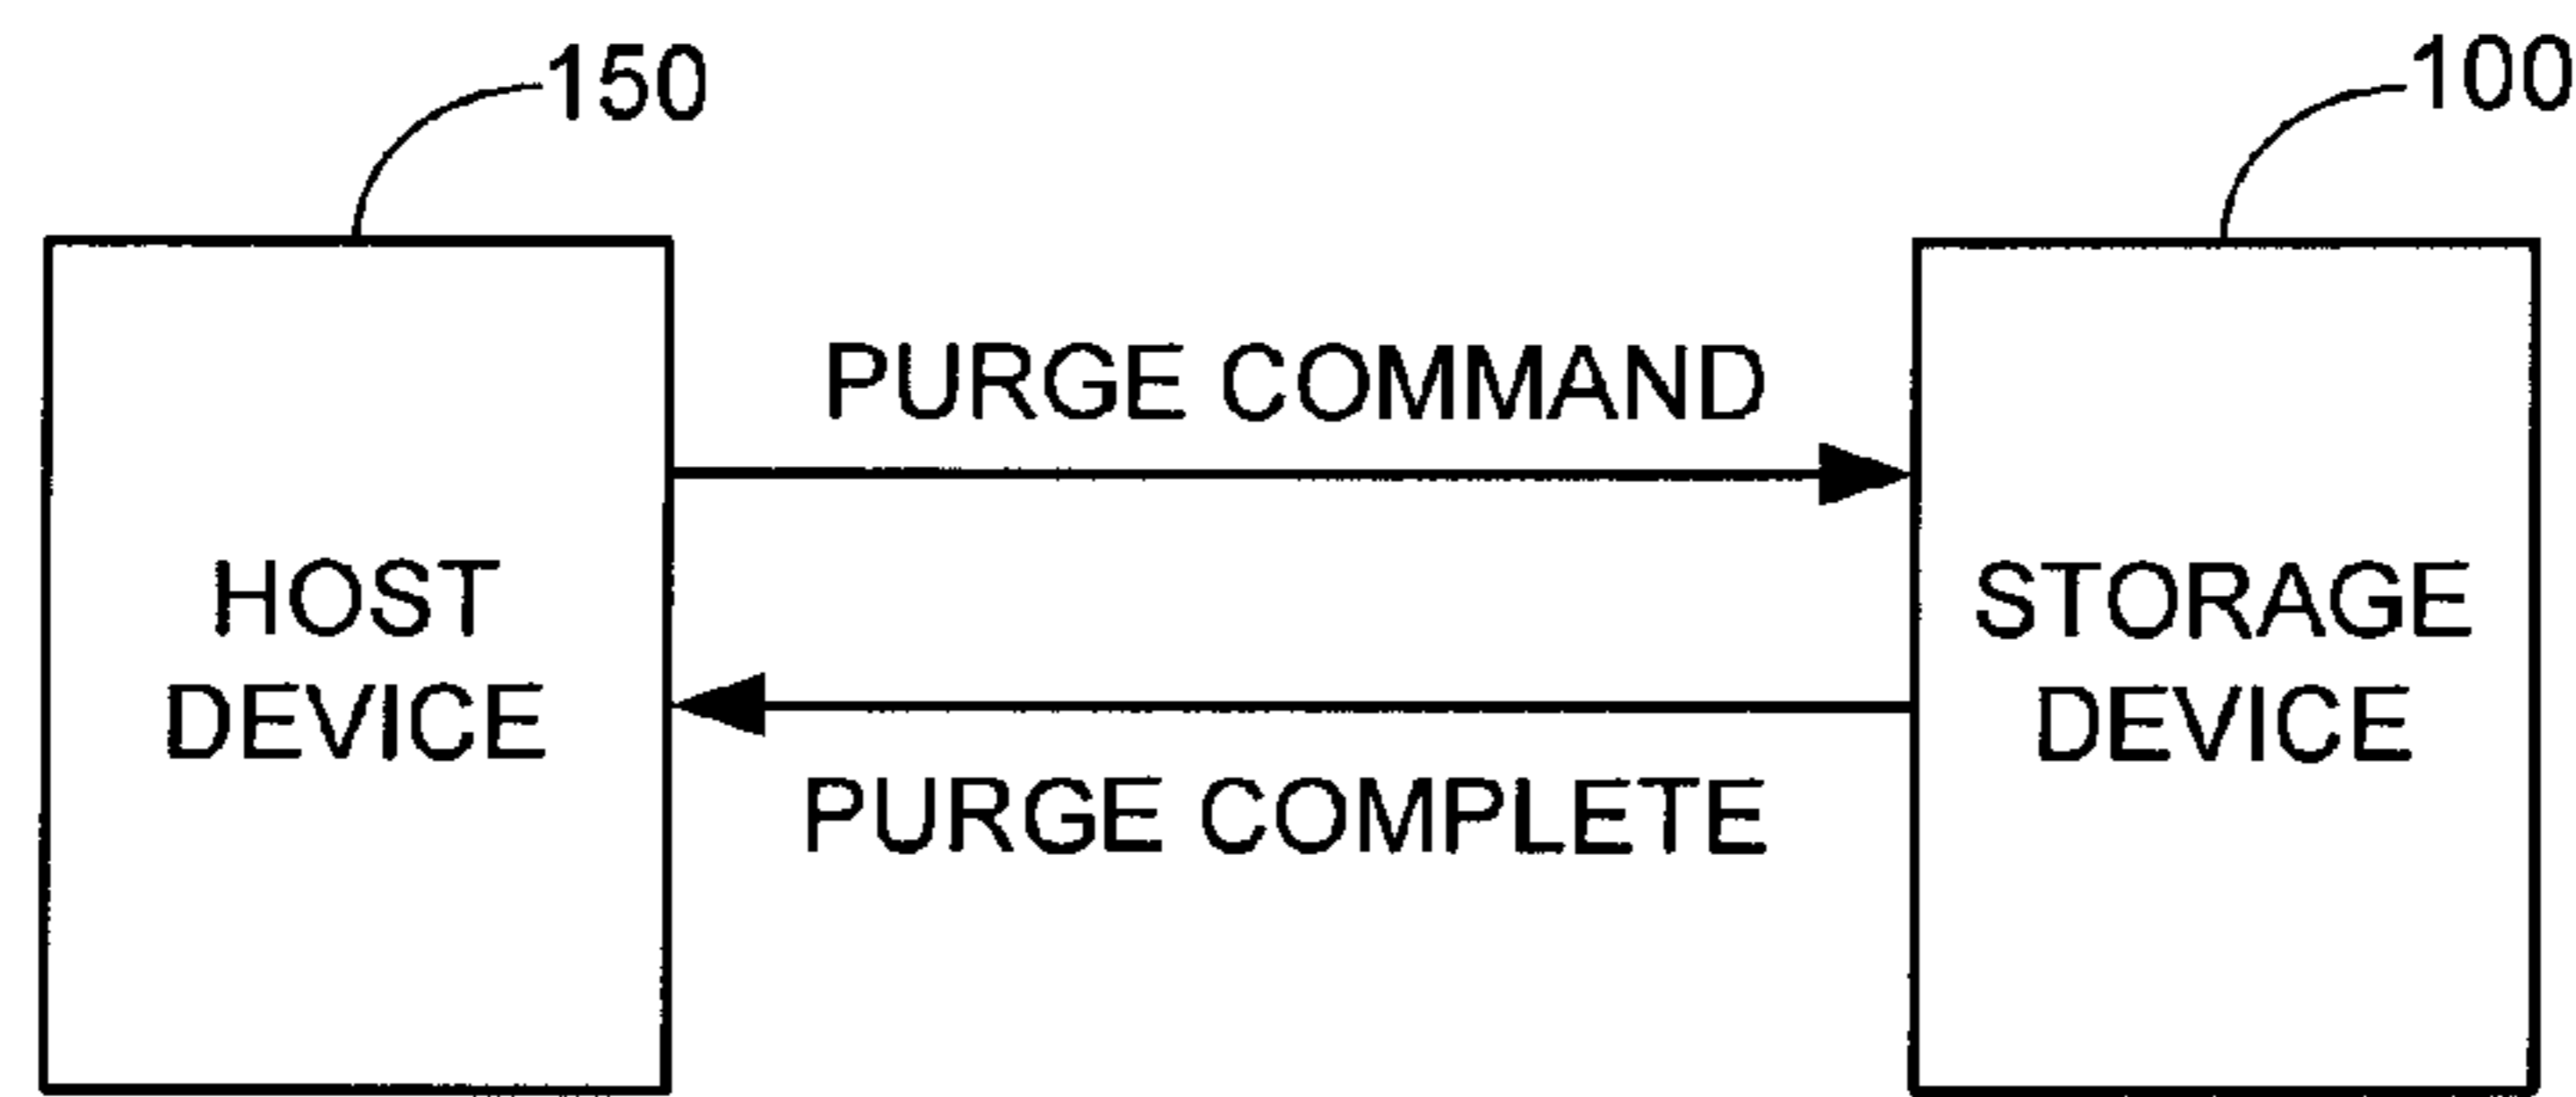 150
100
PURGE COMMAND
HOST
DEVICE
STORAGE
DEVICE
PURGE COMPLETE